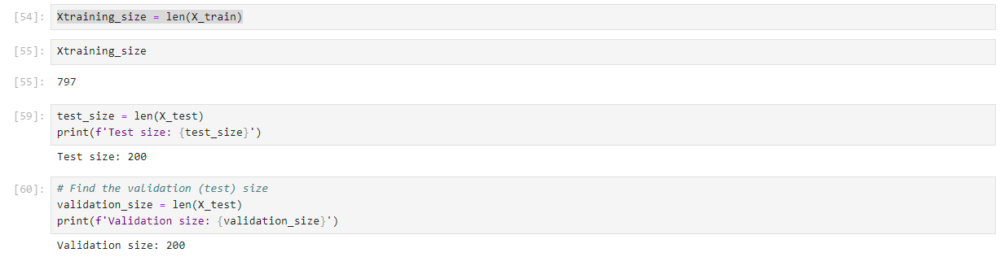 [54]: Xtraining_size = len(X_train)
[55]: Xtraining_size
[55]: 797
[59]: test_size = len(X_test)
print(f'Test size: {test_size}')
Test size: 200
[60]: # Find the validation (test) size
validation_size = len(X_test)
print(f'Validation size: {validation_size}')
Validation size: 200